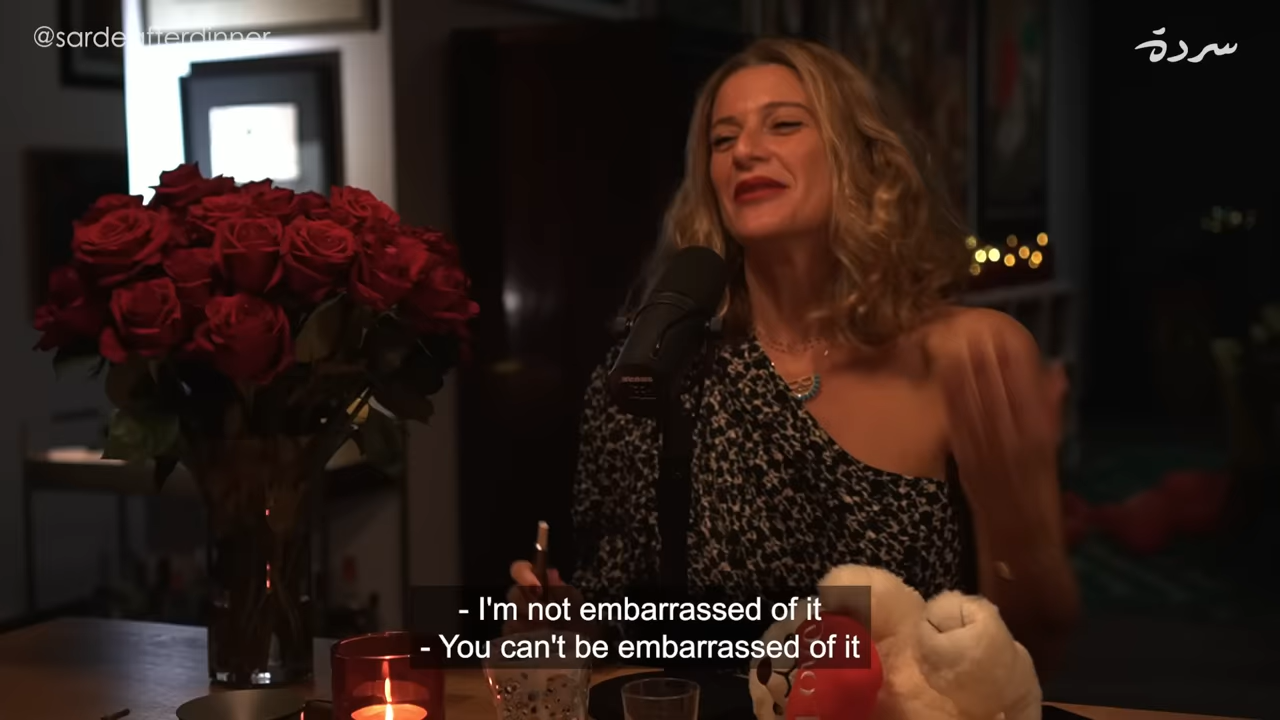 @sardeafterdinner
سردة
- I'm not embarrassed of it
- You can't be embarrassed of it